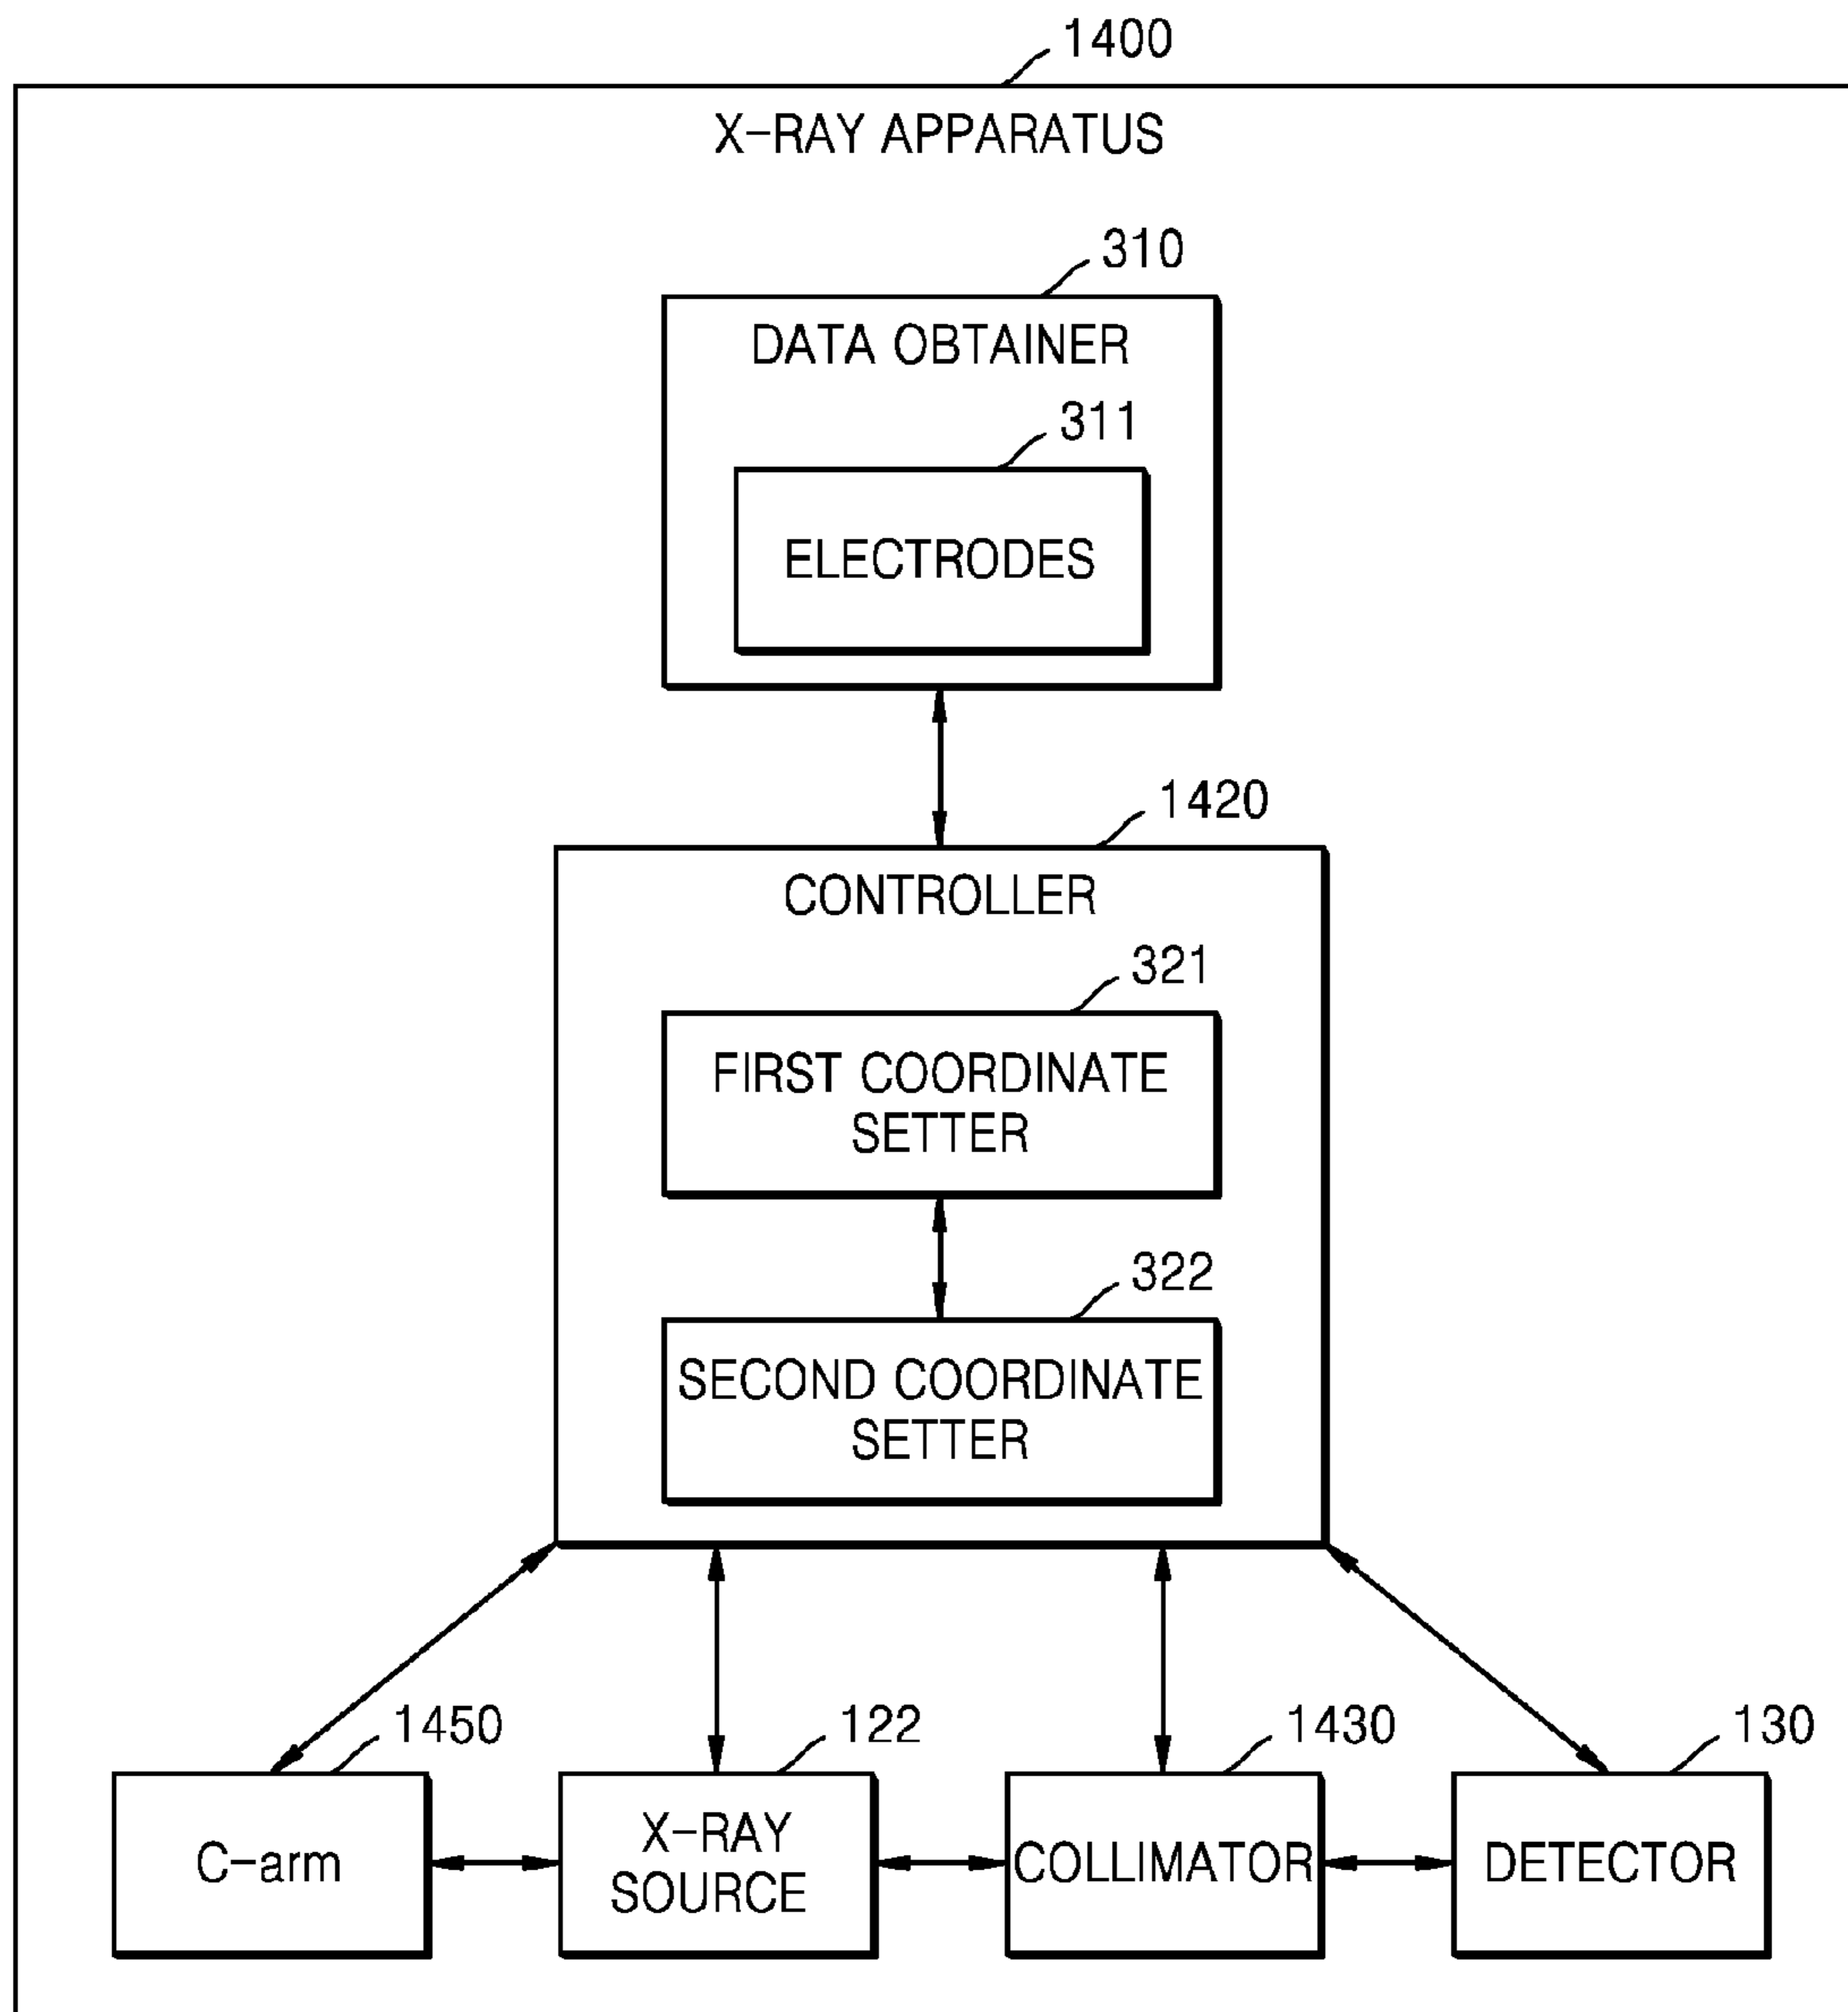 1400
X-RAY APPARATUS
310
DATA OBTAINER
311
ELECTRODES
1420
CONTROLLER
321
FIRST COORDINATE
SETTER
322
SECOND COORDINATE
SETTER
1450
122
1430
130
C-arm
X-RAY
SOURCE
COLLIMATOR
DETECTOR